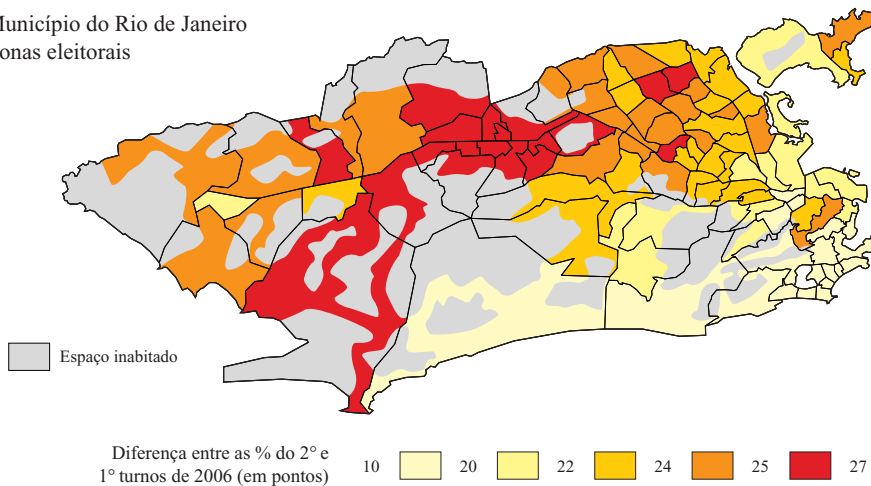 Município do Rio de Janeiro
onas eleitorais
Espaço inabitado
Diferença entre as % do 2° e
1° turnos de 2006 (em pontos)
10 20 22 24 25 27